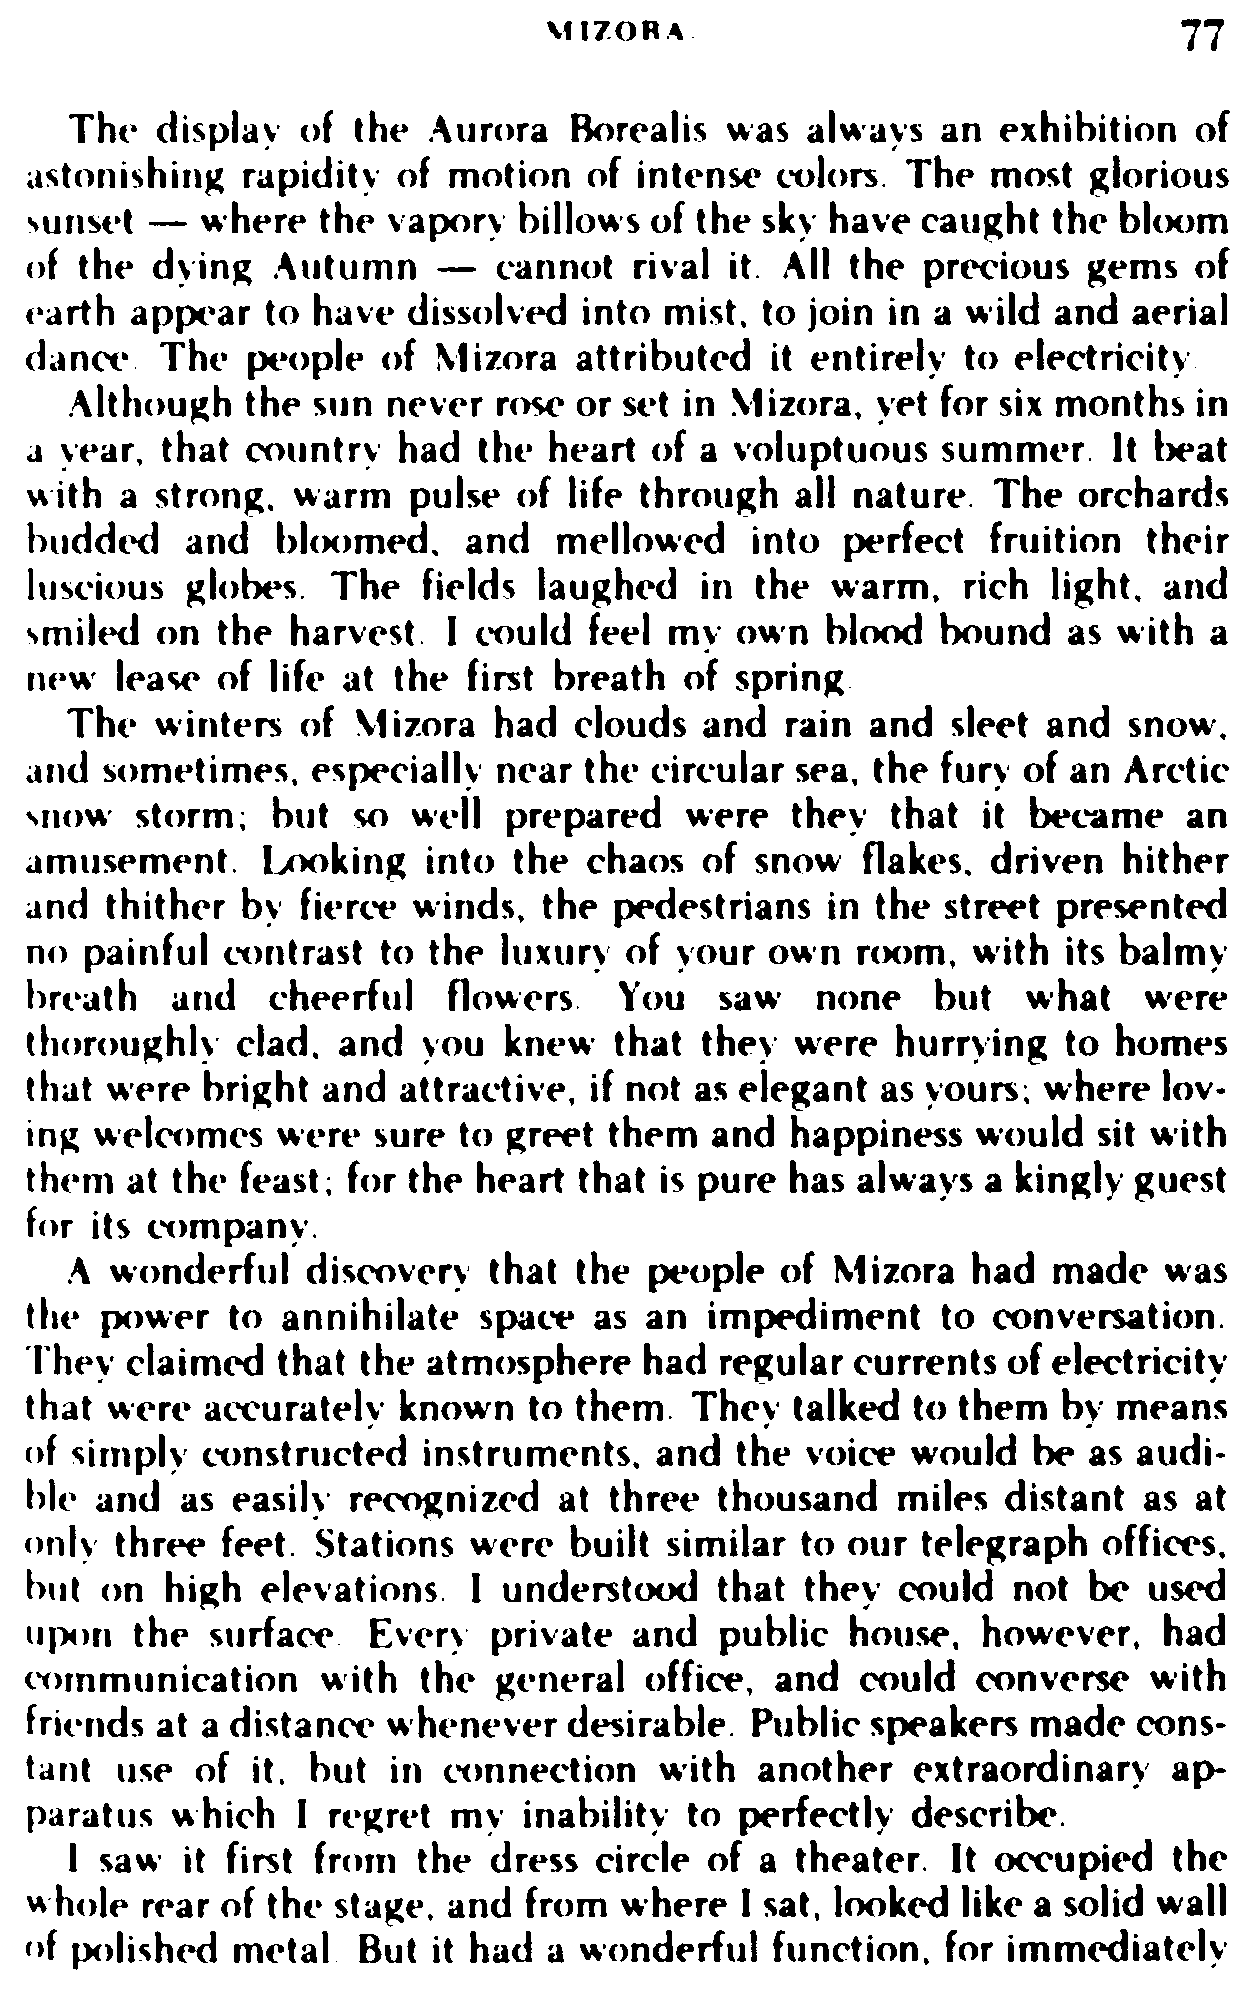 MIZORA
77
The display of the Aurora Borealis was always an exhibition of
astonishing rapidity of motion of intense colors. The most glorious
sunset — where the vapory billows of the sky have caught the bloom
of the dying Autumn — cannot rival it. All the precious gems of
earth appear to have dissolved into mist, to join in a wild and aerial
dance. The people of Mizora attributed it entirely to electricity.
Although the sun never rose or set in Mizora, yet for six months in
a year, that country had the heart of a voluptuous summer. It beat
with a strong, warm pulse of life through all nature. The orchards
budded and bloomed, and mellowed into perfect fruition their
luscious globes. The fields laughed in the warm, rich light, and
smiled on the harvest. I could feel my own blood bound as with a
new lease of life at the first breath of spring.
The winters of Mizora had clouds and rain and sleet and snow,
and sometimes, especially near the circular sea, the fury of an Arctic
snow storm; but so well prepared were they that it became an
amusement. Looking into the chaos of snow flakes, driven hither
and thither by fierce winds, the pedestrians in the street presented
no painful contrast to the luxury of your own room, with its balmy
breath and cheerful flowers. You saw none but what were
thoroughly clad, and you knew that they were hurrying to homes
that were bright and attractive, if not as elegant as yours; where lov-
ing welcomes were sure to greet them and happiness would sit with
them at the feast; for the heart that is pure has always a kingly guest
for its company.
A wonderful discovery that the people of Mizora had made was
the power to annihilate space as an impediment to conversation.
They claimed that the atmosphere had regular currents of electricity
that were accurately known to them. They talked to them by means
of simply constructed instruments, and the voice would be as audi-
ble and as easily recognized at three thousand miles distant as at
only three feet. Stations were built similar to our telegraph offices,
but on high elevations. I understood that they could not be used
upon the surface. Every private and public house, however, had
communication with the general office, and could converse with
friends at a distance whenever desirable. Public speakers made cons-
tant use of it, but in connection with another extraordinary ap-
paratus which I regret my inability to perfectly describe.
I saw it first from the dress circle of a theater. It occupied the
whole rear of the stage, and from where I sat, looked like a solid wall
of polished metal. But it had a wonderful function, for immediately